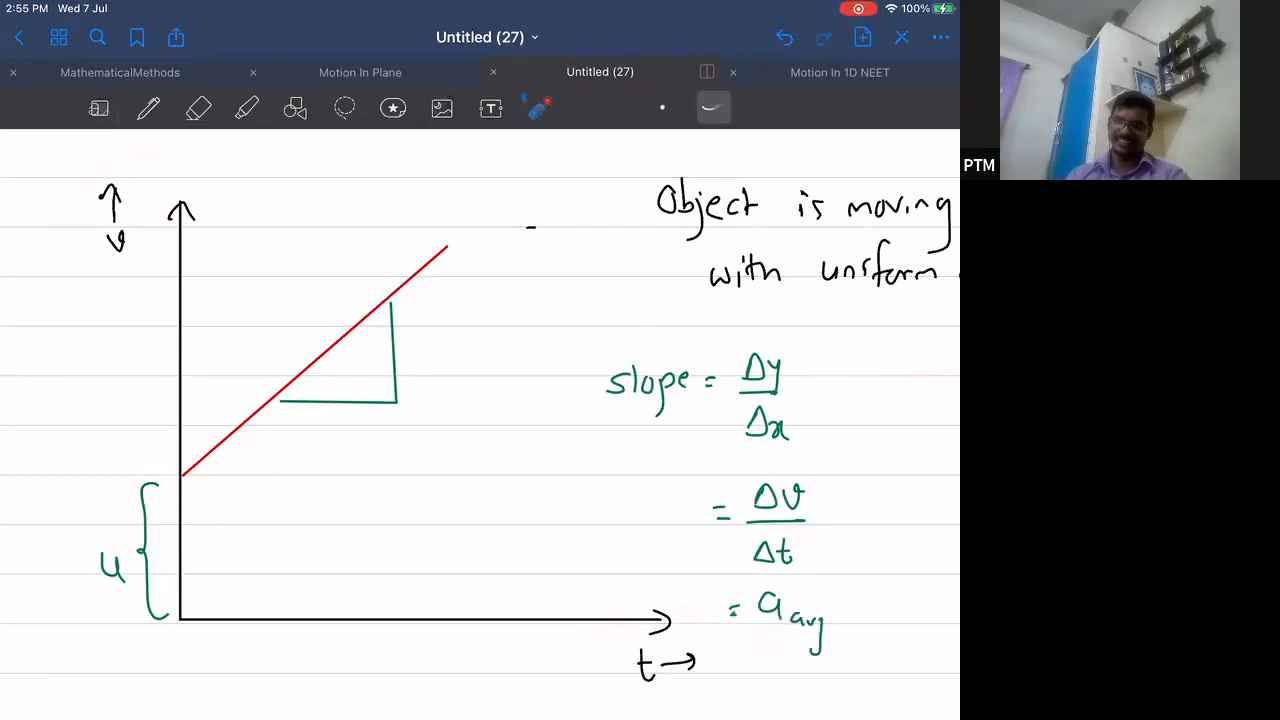 2:55 PM Wed 7 Jul
100%
Untitled (27)
MathematicalMethods
Motion In Plane
Untitled (27)
Motion In 1D NEET
T
PTM
Object is moving
with uniform
v
slope = Δy
Δx
= Δv
Δt
= a avg
u
t →